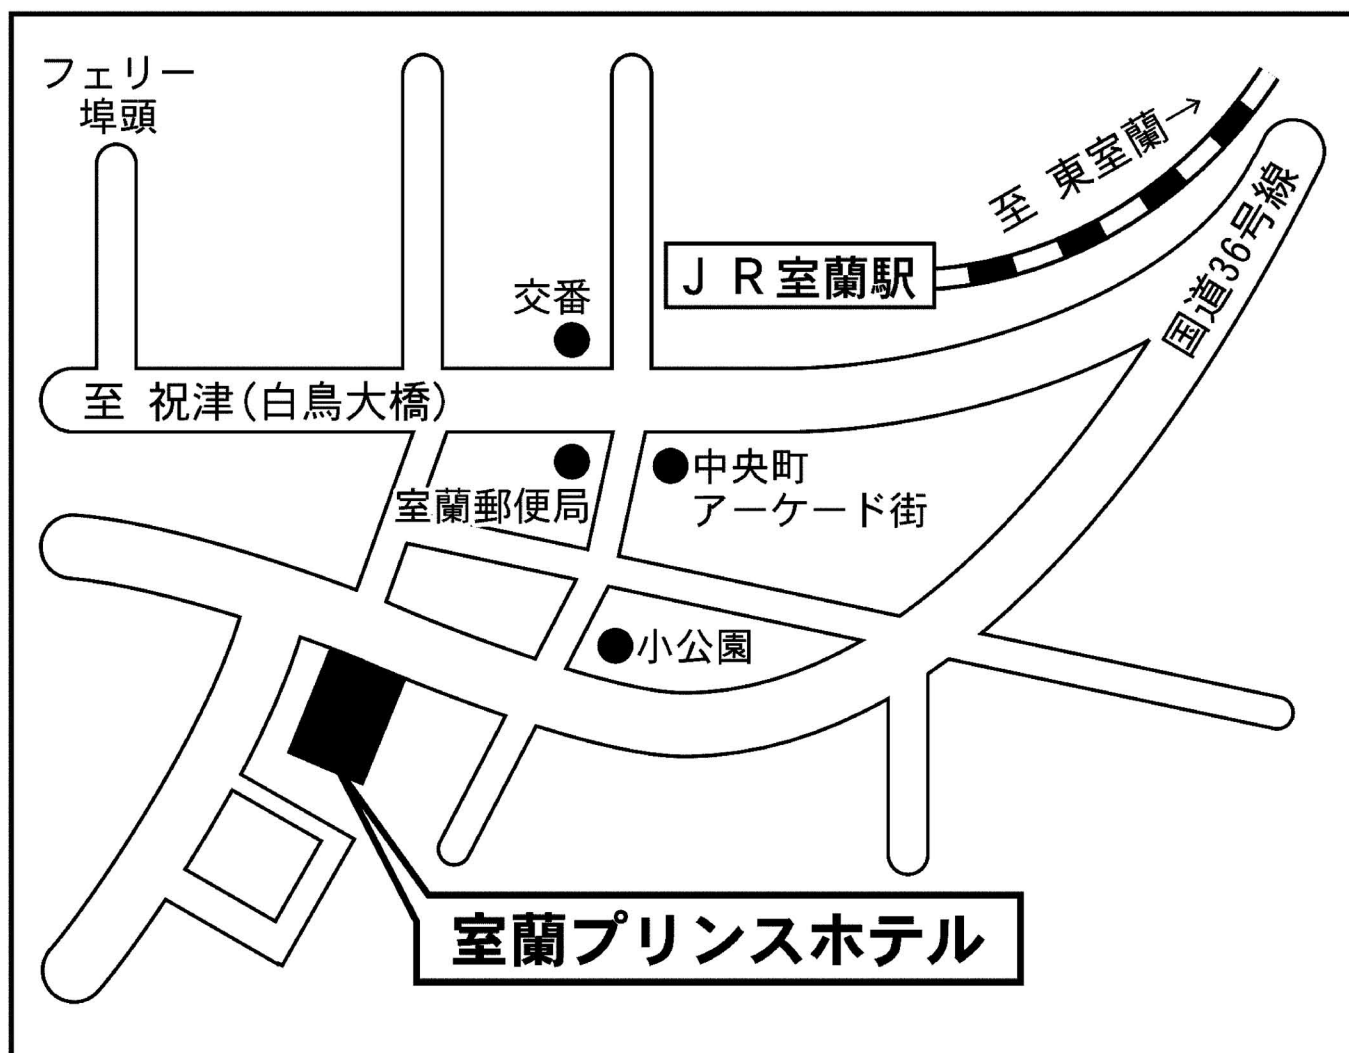 フェリー
埠頭
至 東室蘭→
国道36号線
JR室蘭駅
交番
至 祝津(白鳥大橋)
中央町
アーケード街
室蘭郵便局
小公園
室蘭プリンスホテル